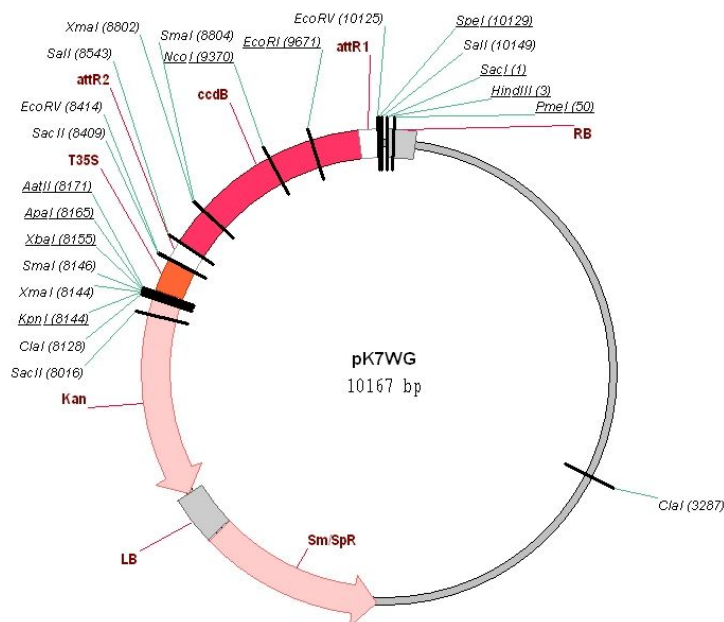 EcoRV (10125)
XmaI (8802)
SmaI (8804)
SpeI (10129)
SalI (8543)
NcoI (9370)
EcoRI (9671)
attR1
SalI (10149)
attR2
ccdB
SacI (1)
HindIII (3)
EcoRV (8414)
PmeI (50)
SacII (8409)
RB
T35S
AatII (8171)
ApaI (8165)
XbaI (8155)
SmaI (8146)
XmaI (8144)
KpnI (8144)
ClaI (8128)
SacII (8016)
pK7WG
10167 bp
Kan
ClaI (3287)
Sm/SpR
LB